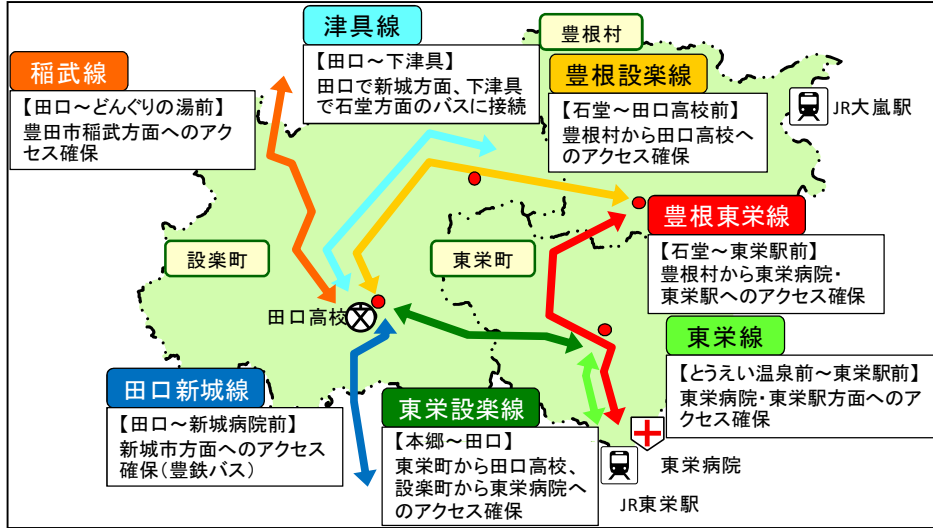 津具線
【田口～下津具】
田口で新城方面、下津具
で石堂方面のバスに接続
豊根村
稲武線
【田口～どんぐりの湯前】
豊田市稲武方面へのアク
セス確保
豊根設楽線
【石堂～田口高校前】
豊根村から田口高校へ
のアクセス確保
JR大嵐駅
豊根東栄線
【石堂～東栄駅前】
豊根村から東栄病院・
東栄駅へのアクセス確保
設楽町
東栄町
田口高校
東栄線
【とうえい温泉前～東栄駅前】
東栄病院・東栄駅方面へのア
クセス確保
田口新城線
【田口～新城病院前】
新城市方面へのアクセス
確保（豊鉄バス）
東栄設楽線
【本郷～田口】
東栄町から田口高校、
設楽町から東栄病院へ
のアクセス確保
東栄病院
JR東栄駅